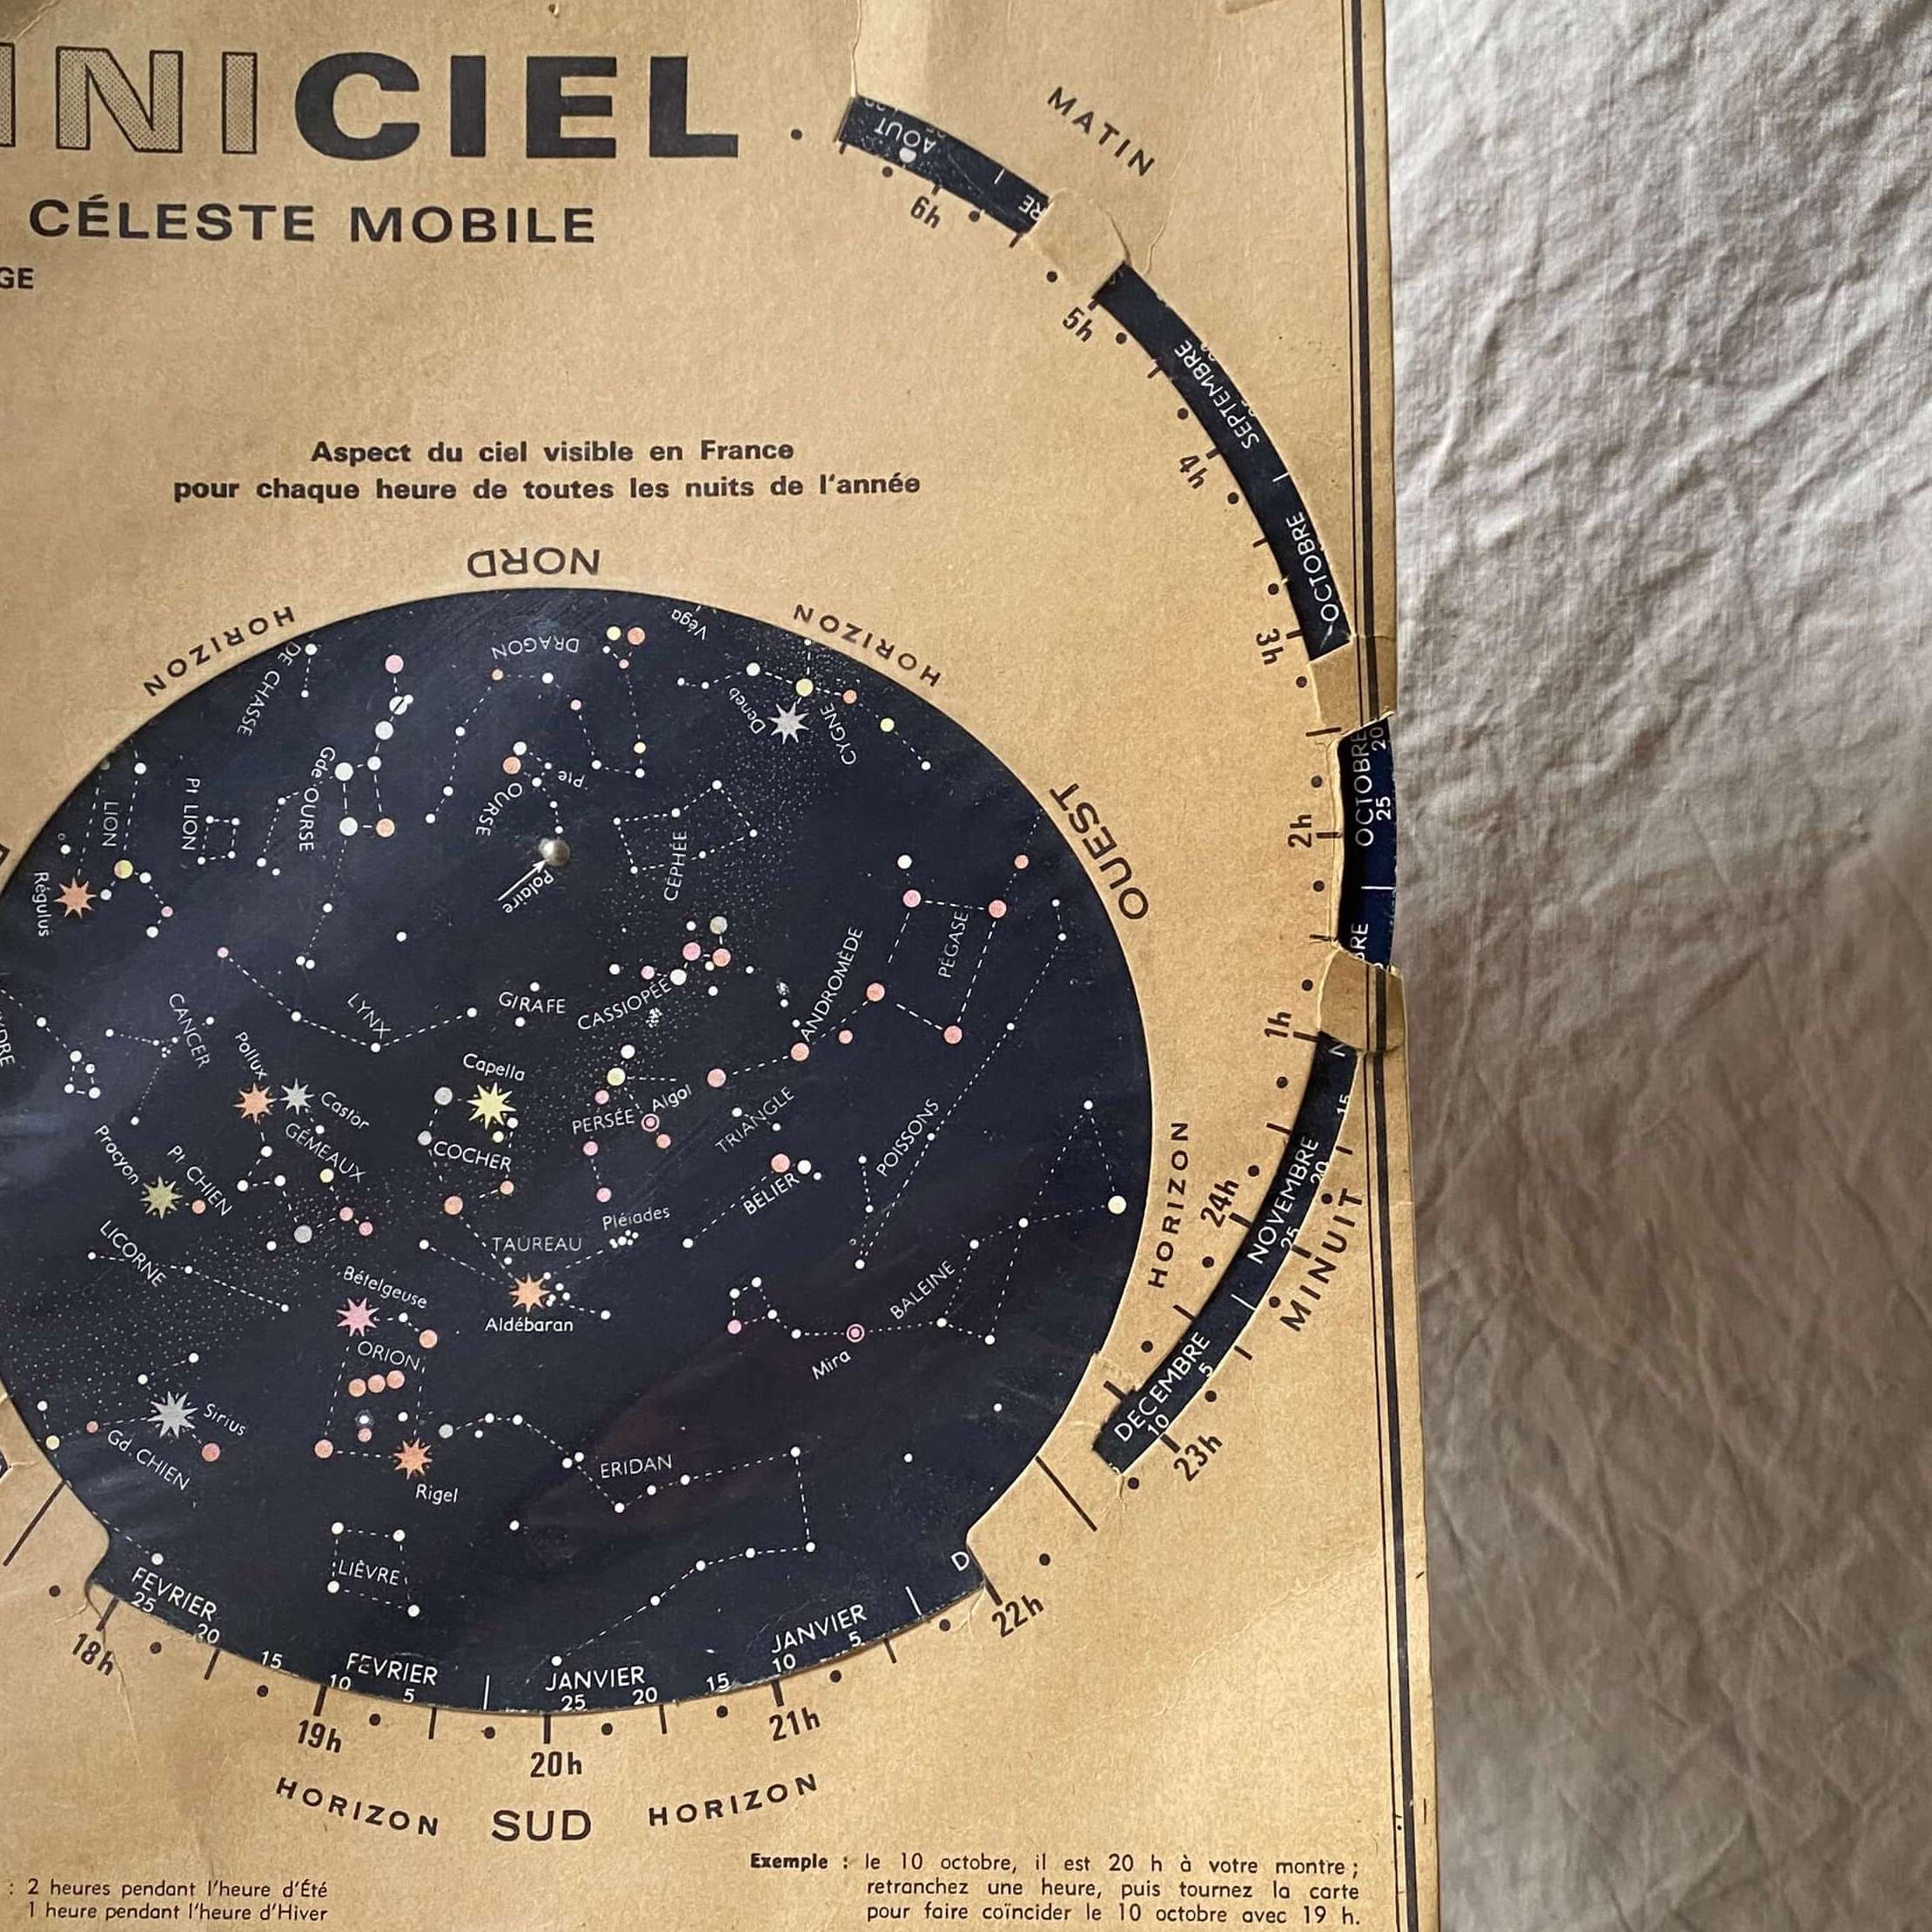 INICIEL
CÉLESTE MOBILE
GE
Aspect du ciel visible en France
pour chaque heure de toutes les nuits de l'année
MATIN
AOUT
RE
6h
5h
SEPTEMBRE
4h
OCTOBRE
3h
OCTOBRE
20
25
2h
BRE
1h
N
15
NOVEMBRE
20
25
24h
MINUIT
DECEMBRE
5
10
23h
NORD
HORIZON
HORIZON
OUEST
HORIZON
DE CHASSE
DRAGON
Véga
Deneb
CYGNE
Gde OURSE
Pte OURSE
LION
Pt LION
Régulus
Polaire
CÉPHÉE
PÉGASE
ANDROMÈDE
CASSIOPÉE
GIRAFE
LYNX
CANCER
YDRE
Pollux
Castor
GÉMEAUX
Capella
COCHER
PERSÉE
Algol
TRIANGLE
POISSONS
Procyon
Pt CHIEN
BELIER
Pléiades
TAUREAU
LICORNE
Bételgeuse
Aldébaran
ORION
Mira
BALEINE
Sirius
Gd CHIEN
Rigel
ERIDAN
LIÈVRE
D
FEVRIER
25
20
15
FEVRIER
10
5
JANVIER
25
20
15
JANVIER
10
5
18h
19h
20h
21h
22h
HORIZON SUD HORIZON
: 2 heures pendant l'heure d'Été
1 heure pendant l'heure d'Hiver
Exemple : le 10 octobre, il est 20 h à votre montre ;
retranchez une heure, puis tournez la carte
pour faire coïncider le 10 octobre avec 19 h.